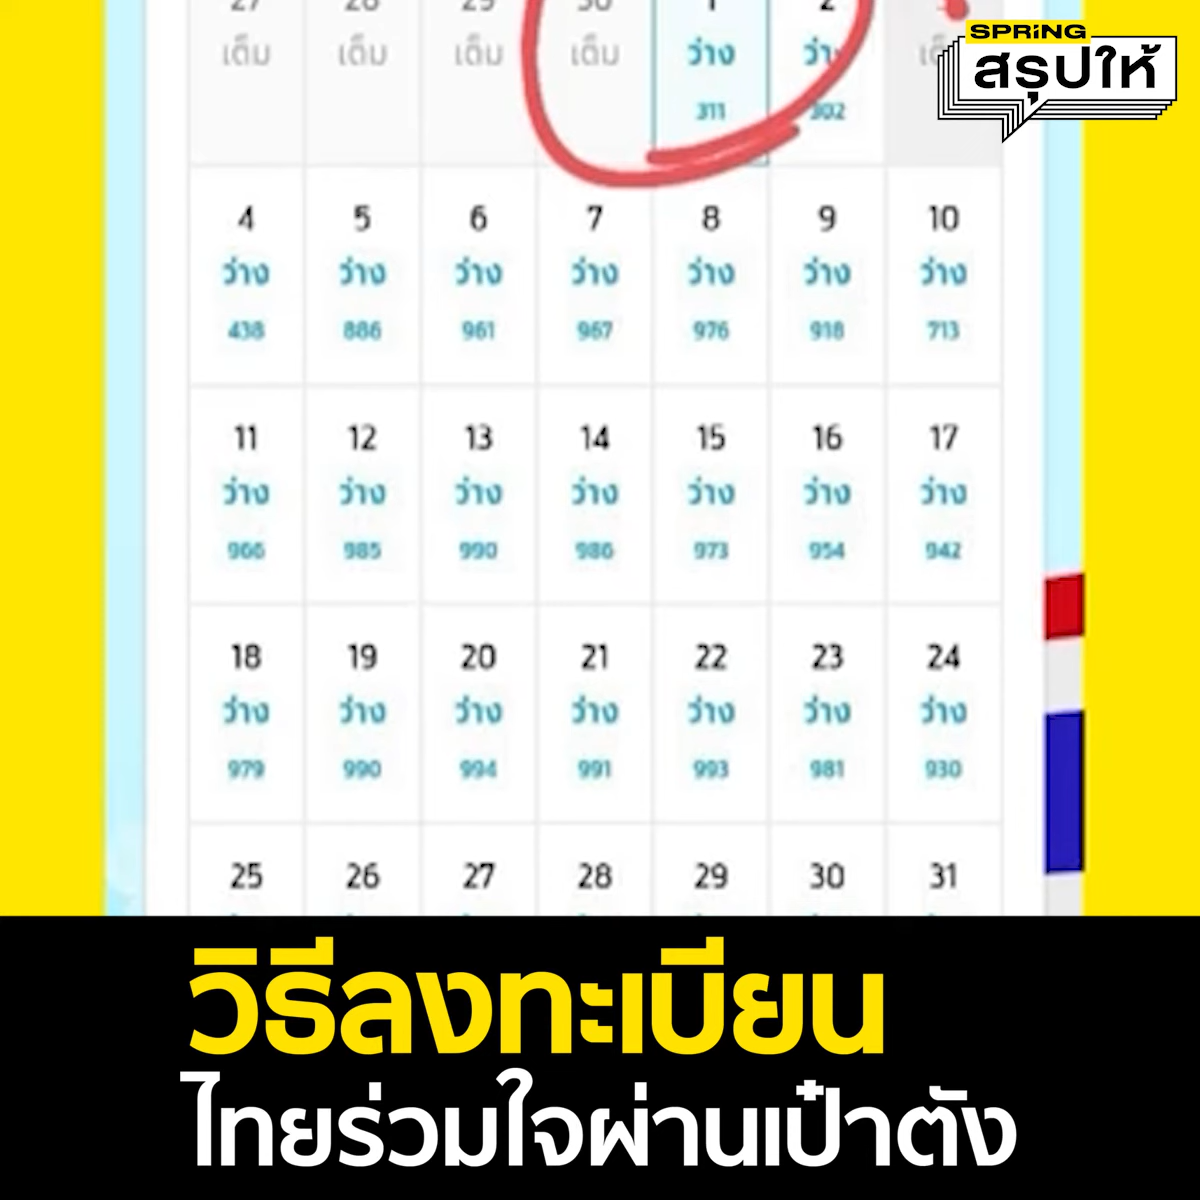 SPRiNG
สรุปให้
27 28 29 30 1 2
เต็ม เต็ม เต็ม เต็ม ว่าง ว่าง
311 302
4 5 6 7 8 9 10
ว่าง ว่าง ว่าง ว่าง ว่าง ว่าง ว่าง
438 886 961 967 976 918 713
11 12 13 14 15 16 17
ว่าง ว่าง ว่าง ว่าง ว่าง ว่าง ว่าง
966 985 990 986 973 954 942
18 19 20 21 22 23 24
ว่าง ว่าง ว่าง ว่าง ว่าง ว่าง ว่าง
979 990 994 991 993 981 930
25 26 27 28 29 30 31
วิธีลงทะเบียน
ไทยร่วมใจผ่านเป๋าตัง